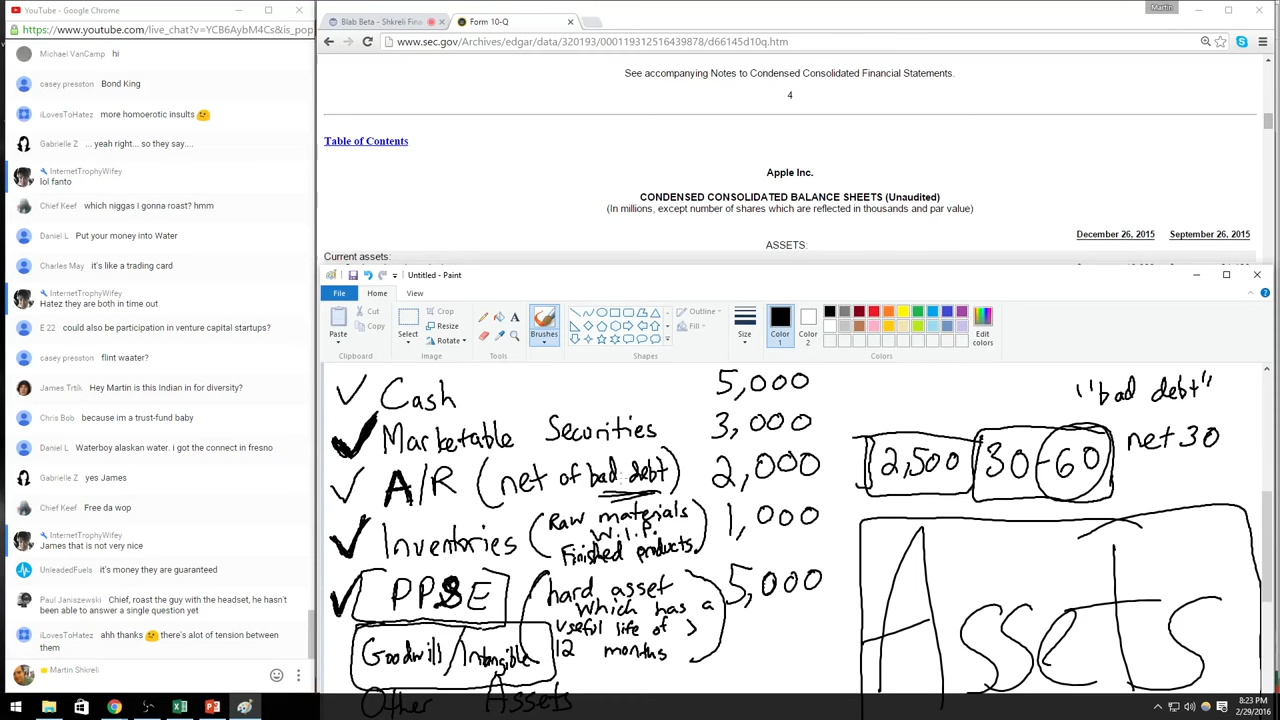 YouTube - Google Chrome
https://www.youtube.com/live_chat?v=YCB6AybM4Cs&is_pop
Michael VanCamp hi
casey presston Bond King
iLovesToHatez more homoerotic insults
Gabrielle Z ... yeah right... so they say....
InternetTrophyWifey
lol fanto
Chief Keef which niggas I gonna roast? hmm
Daniel L Put your money into Water
Charles May it's like a trading card
InternetTrophyWifey
Hatez they are both in time out
E 22 could also be participation in venture capital startups?
casey presston flint waater?
James Trtík Hey Martin is this Indian in for diversity?
Chris Bob because im a trust-fund baby
Daniel L Waterboy alaskan water. i got the connect in fresno
Gabrielle Z yes James
Chief Keef Free da wop
InternetTrophyWifey
James that is not very nice
UnleadedFuels it's money they are guaranteed
Paul Janiszewski Chief, roast the guy with the headset, he hasn't
been able to answer a single question yet
iLovesToHatez ahh thanks there's alot of tension between
them
Martin Shkreli
Blab Beta - Shkreli Fina
Form 10-Q
Martin
www.sec.gov/Archives/edgar/data/320193/000119312516439878/d66145d10q.htm
See accompanying Notes to Condensed Consolidated Financial Statements.
4
Table of Contents
Apple Inc.
CONDENSED CONSOLIDATED BALANCE SHEETS (Unaudited)
(In millions, except number of shares which are reflected in thousands and par value)
December 26, 2015 September 26, 2015
ASSETS:
Current assets:
Untitled - Paint
File Home View
Paste Cut Copy Select Crop Resize Rotate Brushes Outline Fill Size Color 1 Color 2 Edit colors
Clipboard Image Tools Shapes Colors
Cash 5,000
Marketable Securities 3,000
A/R (net of bad debt) 2,000
Inventories (Raw materials W.I.P. Finished products) 1,000
PP&E (hard asset which has a useful life of > 12 months) 5,000
Goodwill/Intangible
Other Assets
"bad debt"
2,500 30-60 net 30
Assets
8:23 PM
2/29/2016